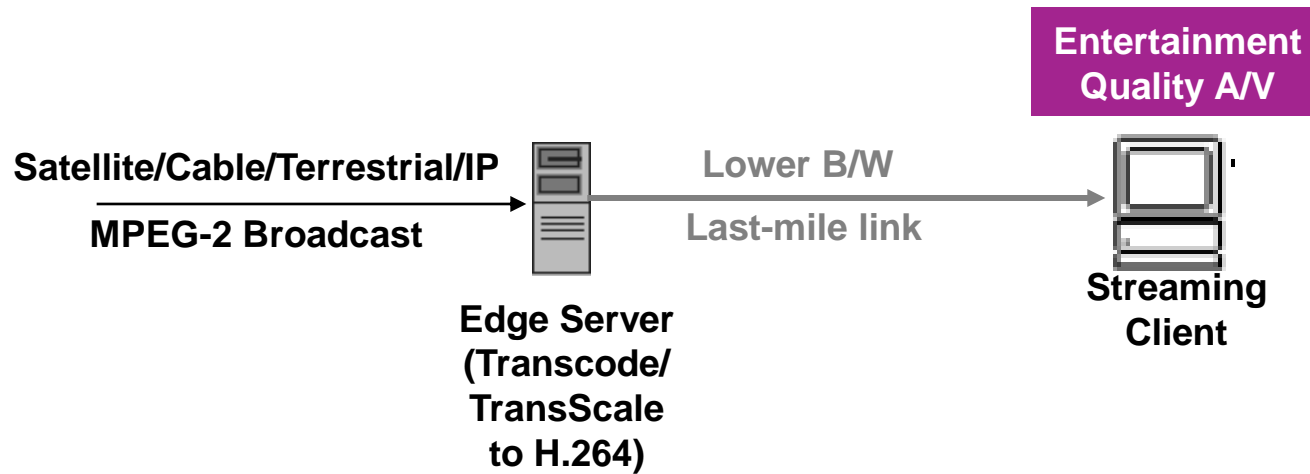 Entertainment
Quality A/V
Satellite/Cable/Terrestrial/IP
MPEG-2 Broadcast
Lower B/W
Last-mile link
Edge Server
(Transcode/
TransScale
to H.264)
Streaming
Client